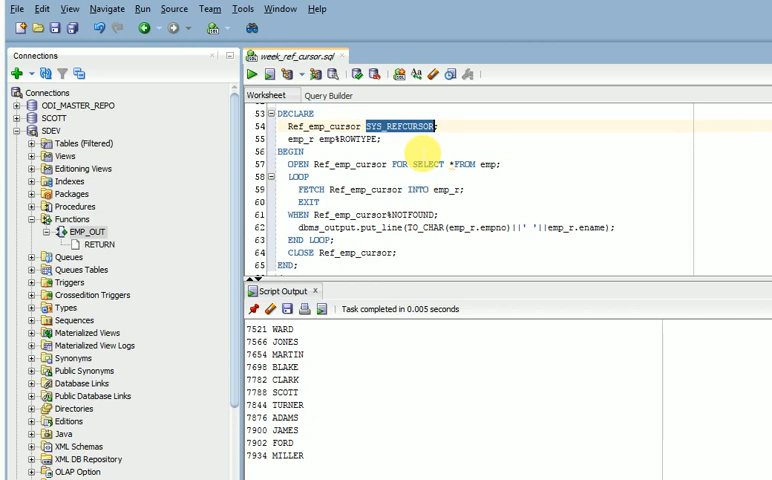 File Edit View Navigate Run Source Team Tools Window Help
Connections
Connections
ODI_MASTER_REPO
SCOTT
SDEV
Tables (Filtered)
Views
Editioning Views
Indexes
Packages
Procedures
Functions
EMP_OUT
RETURN
Queues
Queues Tables
Triggers
Crossedition Triggers
Types
Sequences
Materialized Views
Materialized View Logs
Synonyms
Public Synonyms
Database Links
Public Database Links
Directories
Editions
Java
XML Schemas
XML DB Repository
OLAP Option
week_ref_cursor.sql
Worksheet Query Builder
53 DECLARE
54 Ref_emp_cursor SYS_REFCURSOR;
55 emp_r emp%ROWTYPE;
56 BEGIN
57 OPEN Ref_emp_cursor FOR SELECT *FROM emp;
58 LOOP
59 FETCH Ref_emp_cursor INTO emp_r;
60 EXIT
61 WHEN Ref_emp_cursor%NOTFOUND;
62 dbms_output.put_line(TO_CHAR(emp_r.empno)||' '||emp_r.ename);
63 END LOOP;
64 CLOSE Ref_emp_cursor;
65 END;
Script Output
Task completed in 0.005 seconds
7521 WARD
7566 JONES
7654 MARTIN
7698 BLAKE
7782 CLARK
7788 SCOTT
7844 TURNER
7876 ADAMS
7900 JAMES
7902 FORD
7934 MILLER